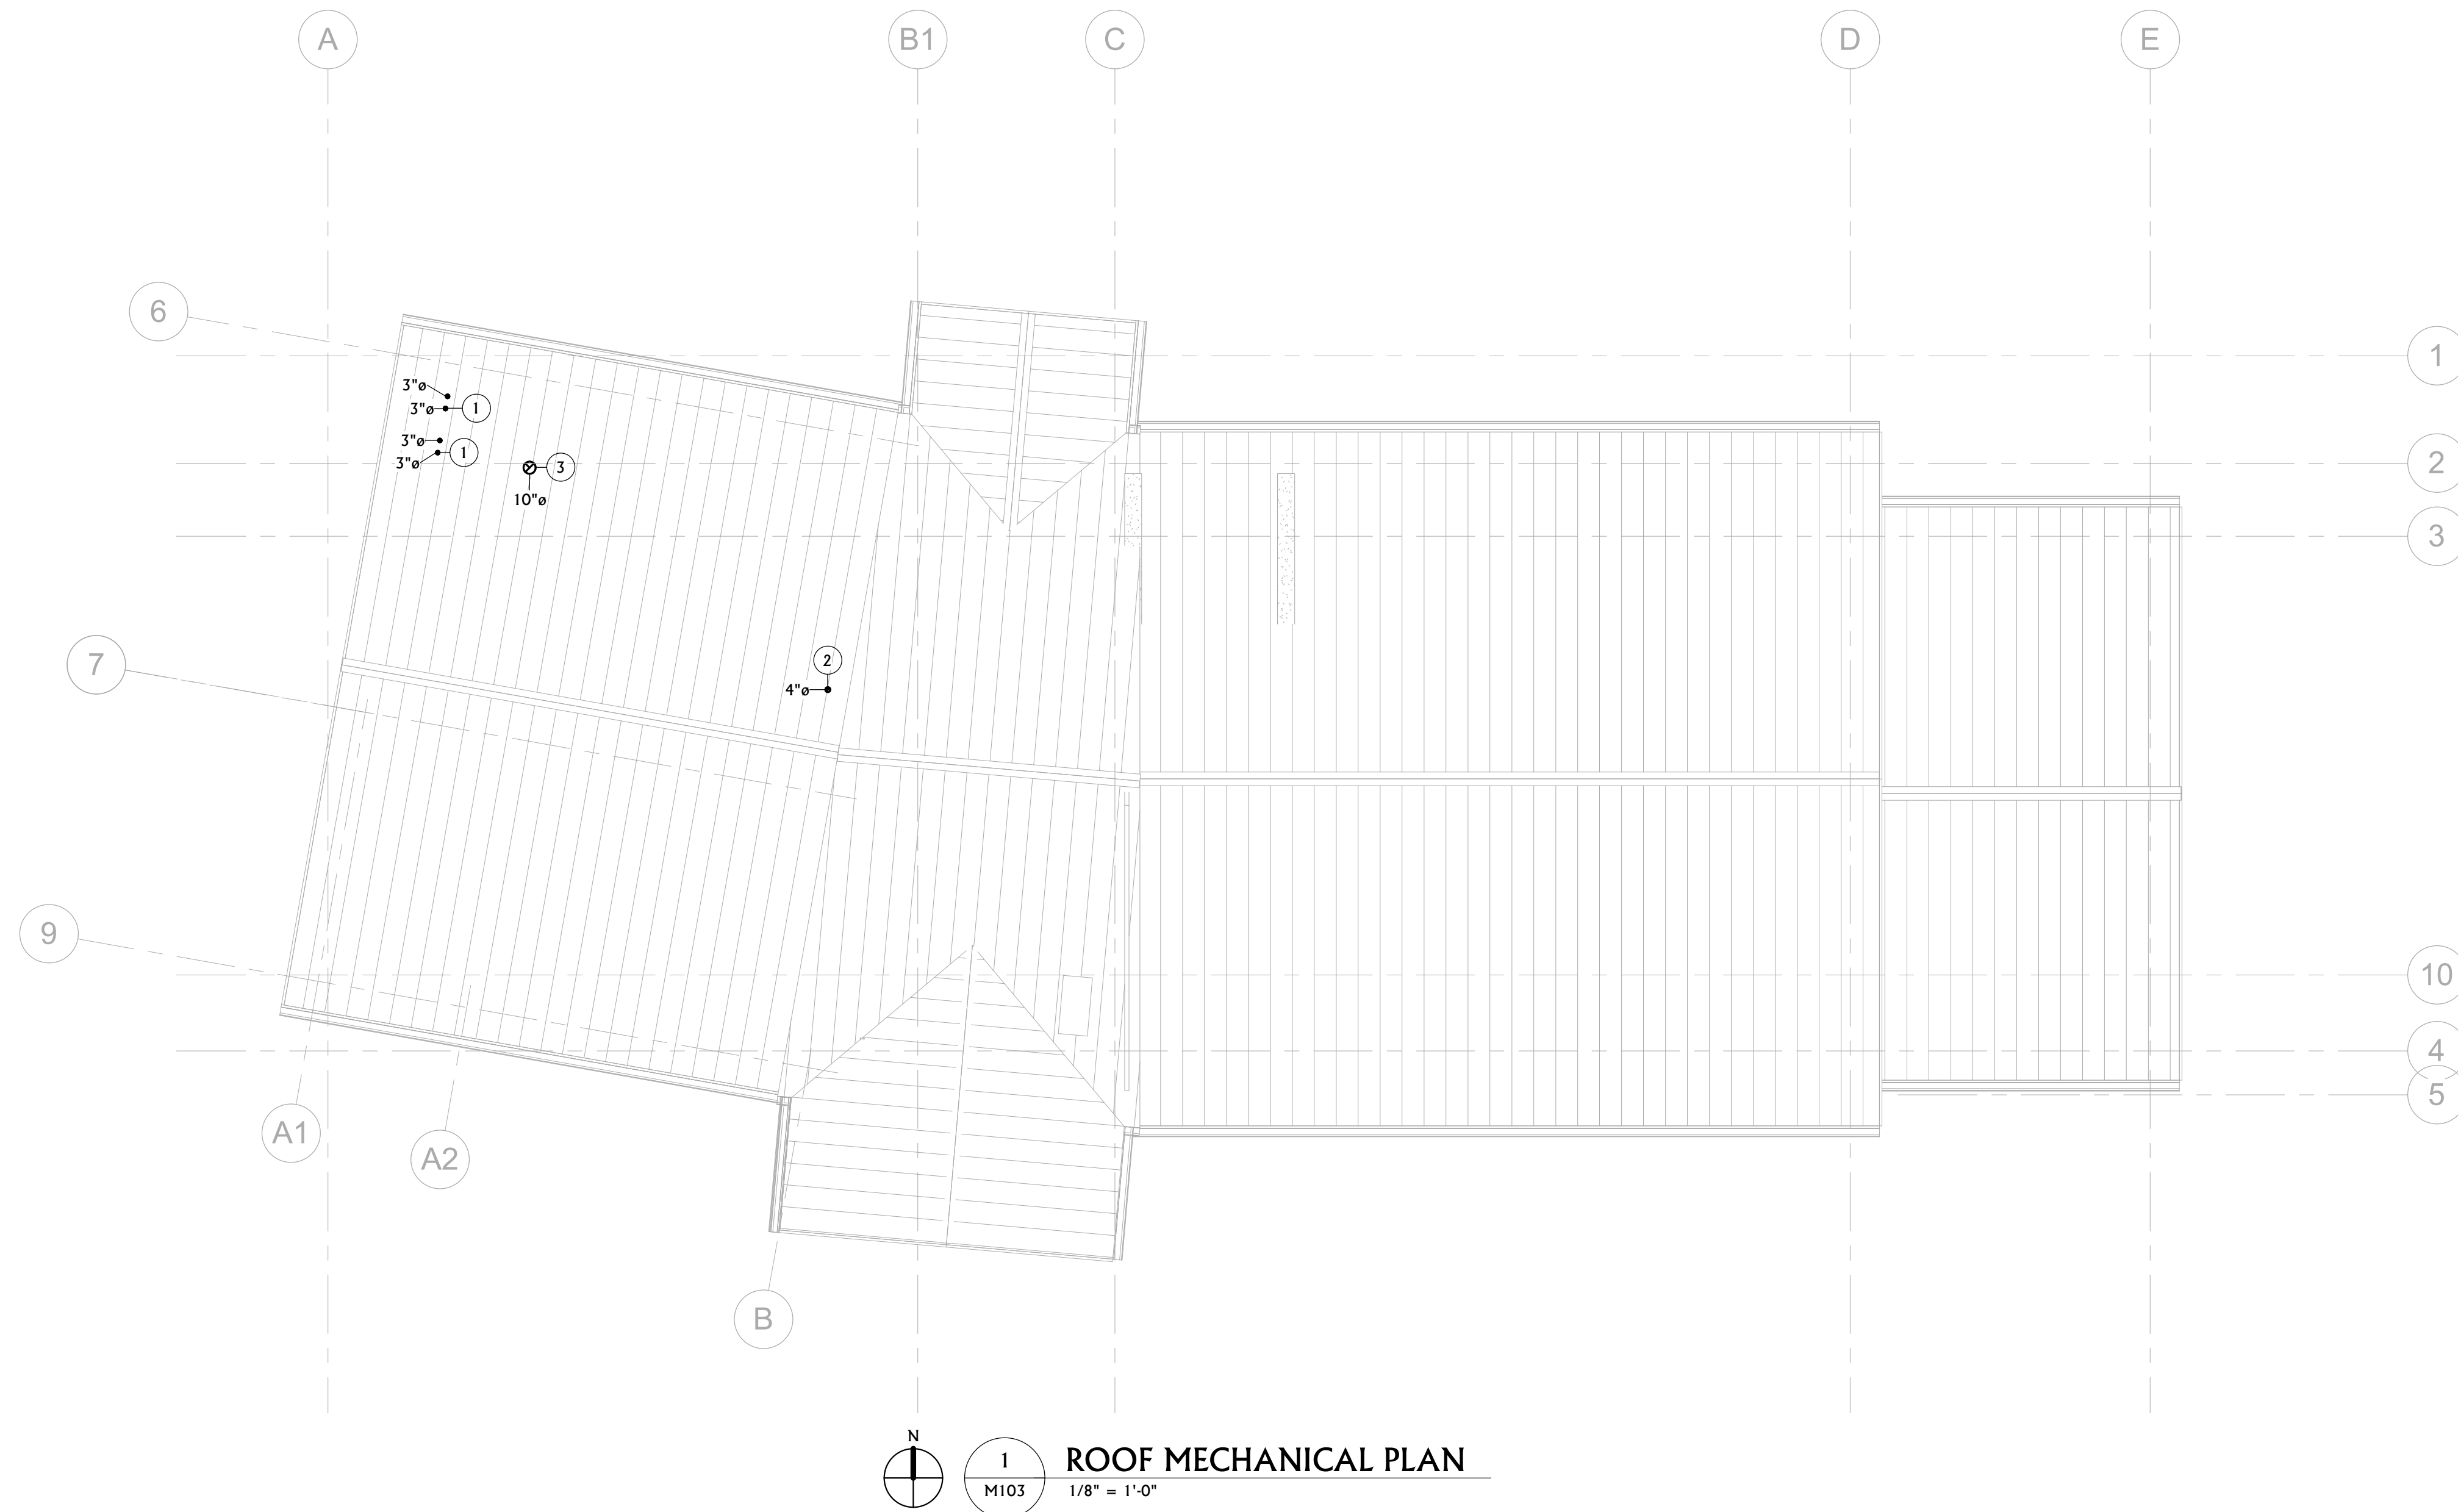 A
B1
C
D
E
6
1
3"ø
3"ø
1
3"ø
1
3"ø
3
10"ø
2
3
7
2
4"ø
9
10
4
5
A1
A2
B
N
1
M103
ROOF MECHANICAL PLAN
1/8" = 1'-0"